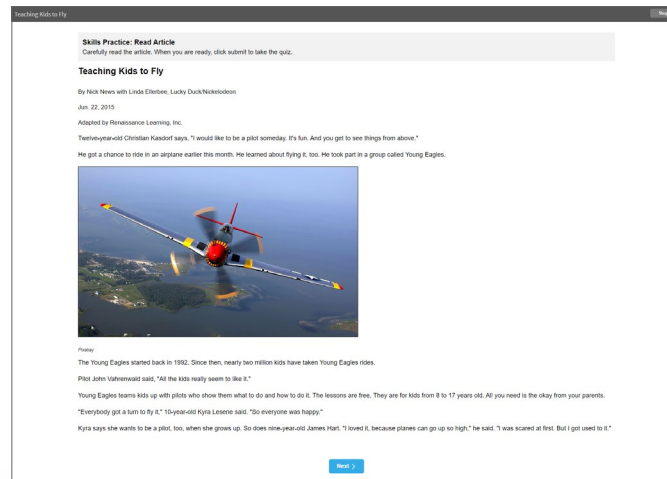 Teaching Kids to Fly
Skills Practice: Read Article
Carefully read the article. When you are ready, click submit to take the quiz.
Teaching Kids to Fly
By Nick News with Linda Ellerbee, Lucky Duck/Nickelodeon
Jun. 22, 2015
Adapted by Renaissance Learning, Inc.
Twelve-year-old Christian Kasdorf says, "I would like to be a pilot someday. It's fun. And you get to see things from above."
He got a chance to ride in an airplane earlier this month. He learned about flying it, too. He took part in a group called Young Eagles.
Pixabay
The Young Eagles started back in 1992. Since then, nearly two million kids have taken Young Eagles rides.
Pilot John Vahrenwald said, "All the kids really seem to like it."
Young Eagles teams kids up with pilots who show them what to do and how to do it. The lessons are free. They are for kids from 8 to 17 years old. All you need is the okay from your parents.
"Everybody got a turn to fly it," 10-year-old Kyra Lesene said. "So everyone was happy."
Kyra says she wants to be a pilot, too, when she grows up. So does nine-year-old James Hart. "I loved it, because planes can go up so high," he said. "I was scared at first. But I got used to it."
Next >